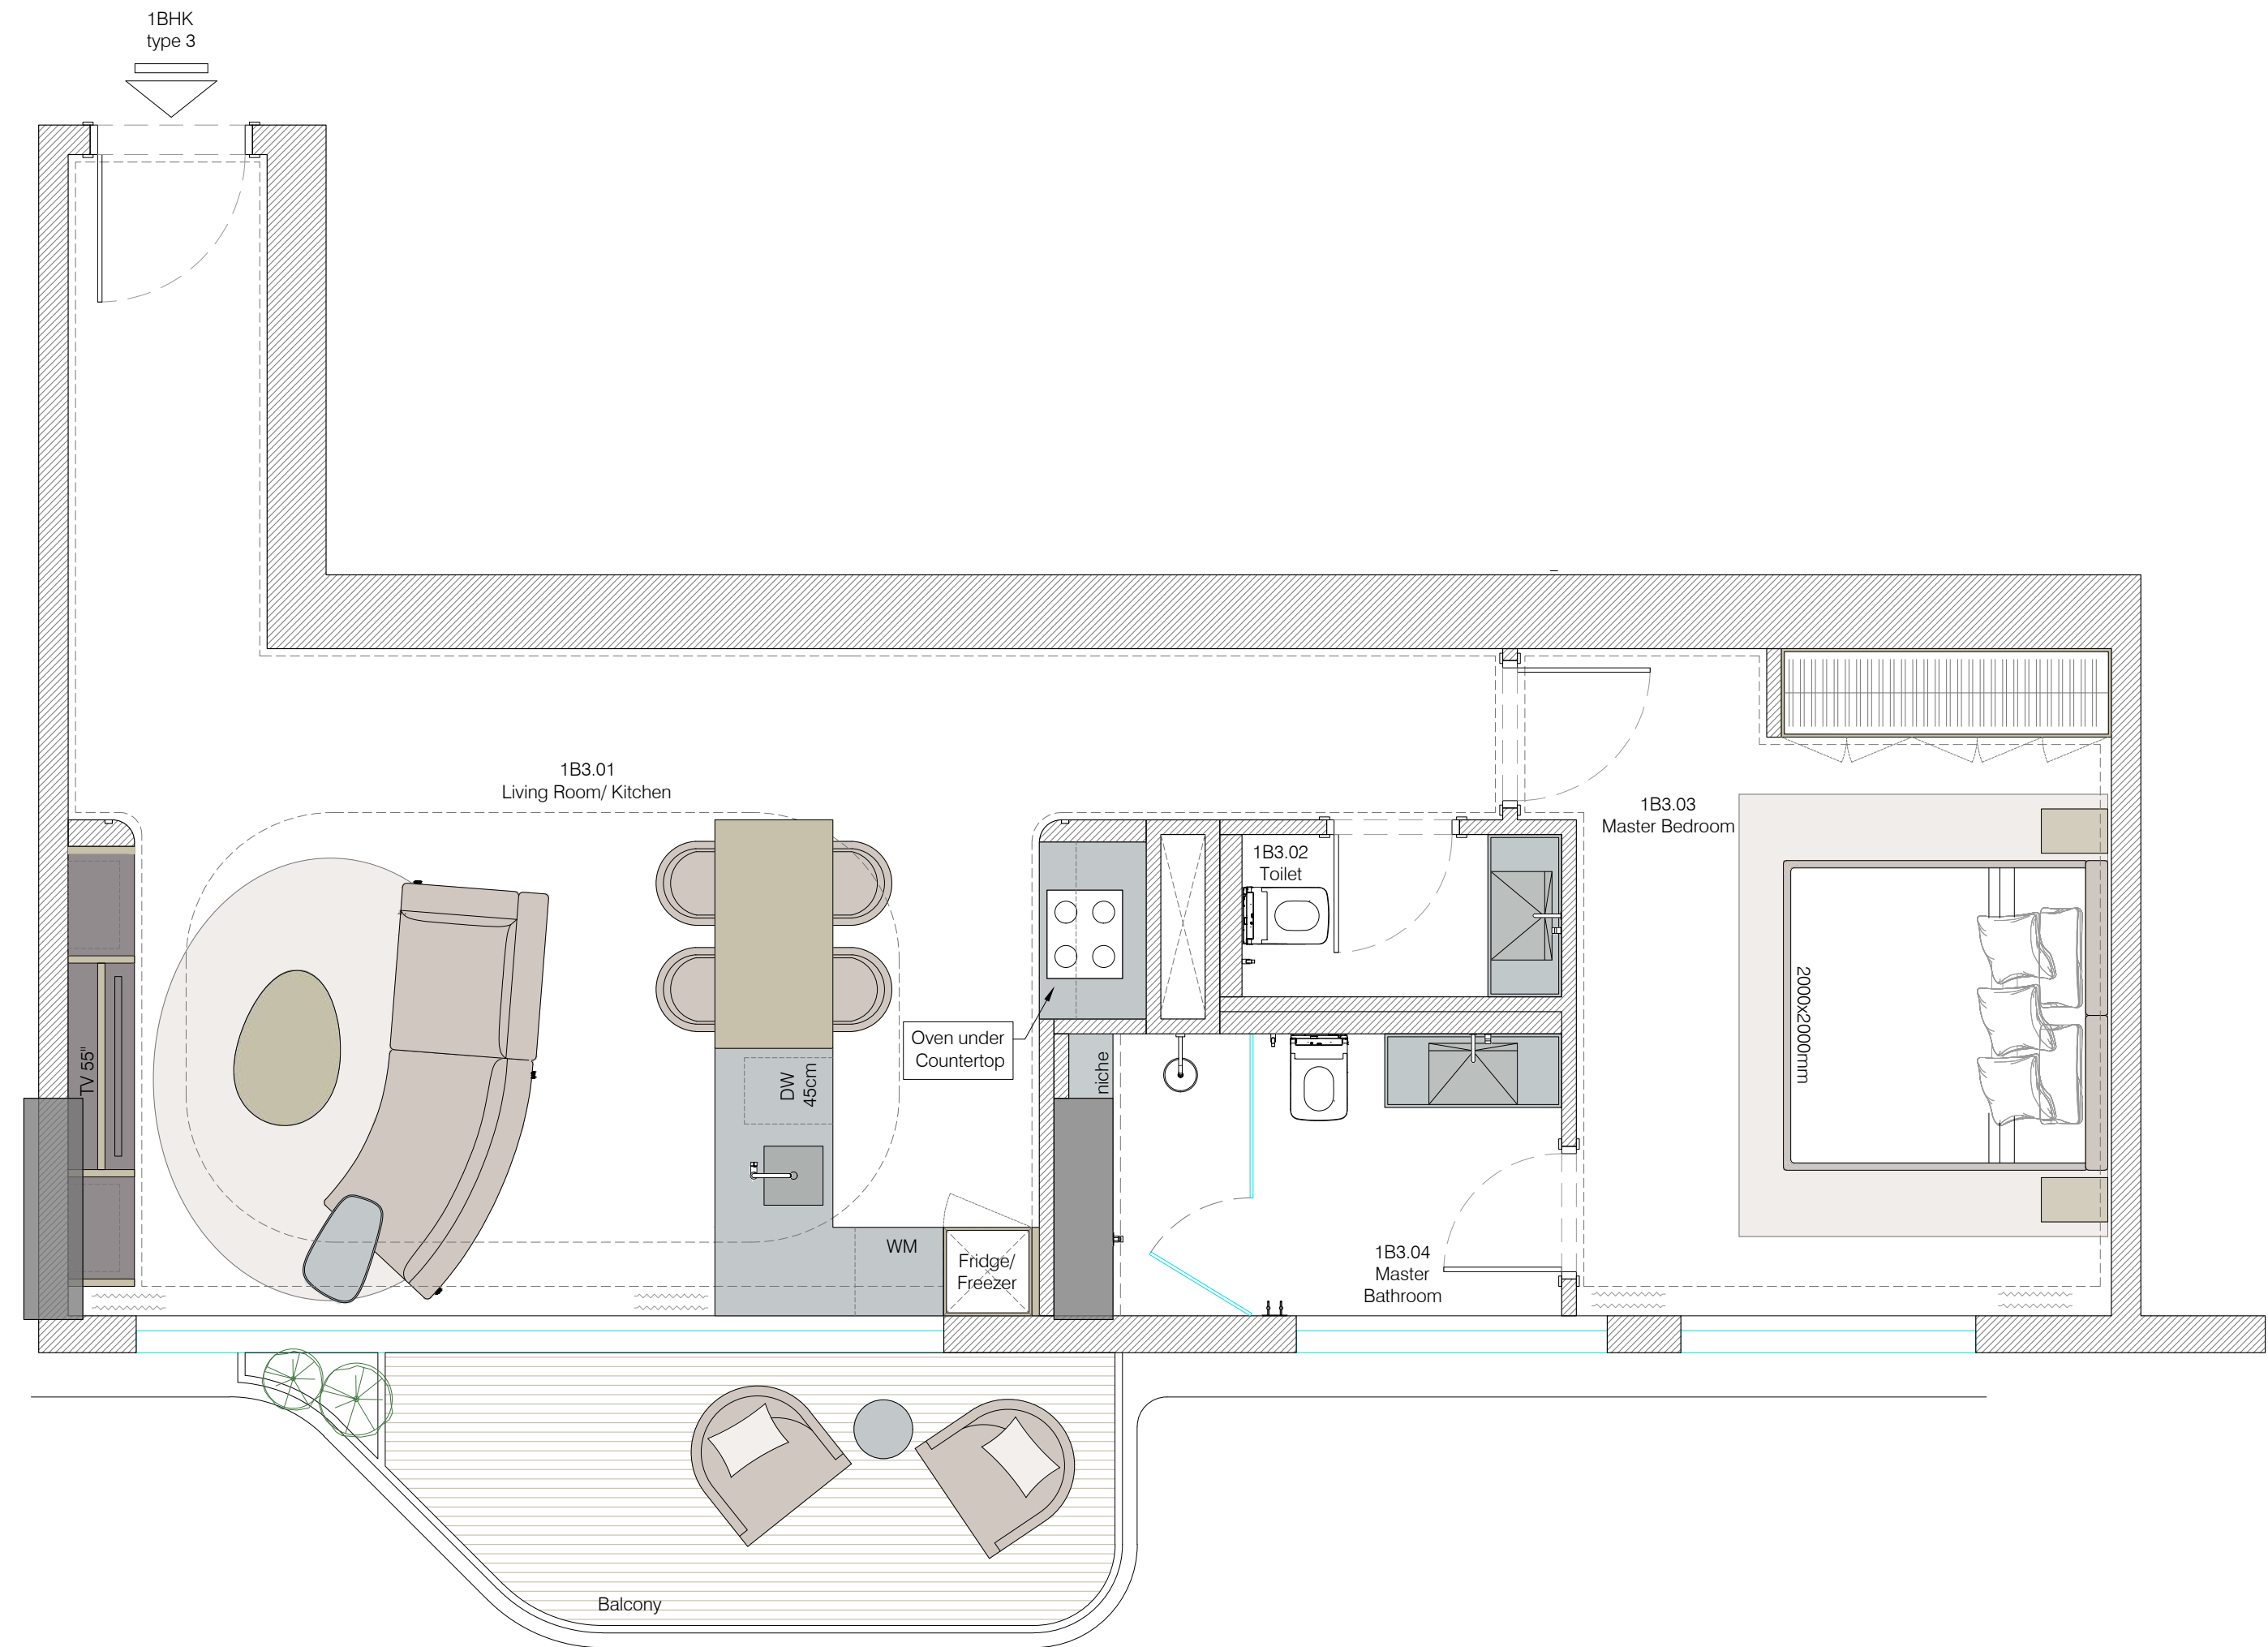 1BHK
type 3
1B3.01
Living Room/ Kitchen
1B3.03
Master Bedroom
1B3.02
Toilet
2000x2000mm
Oven under
Countertop
TV 55"
DW
45cm
niche
WM
Fridge/
Freezer
1B3.04
Master
Bathroom
Balcony